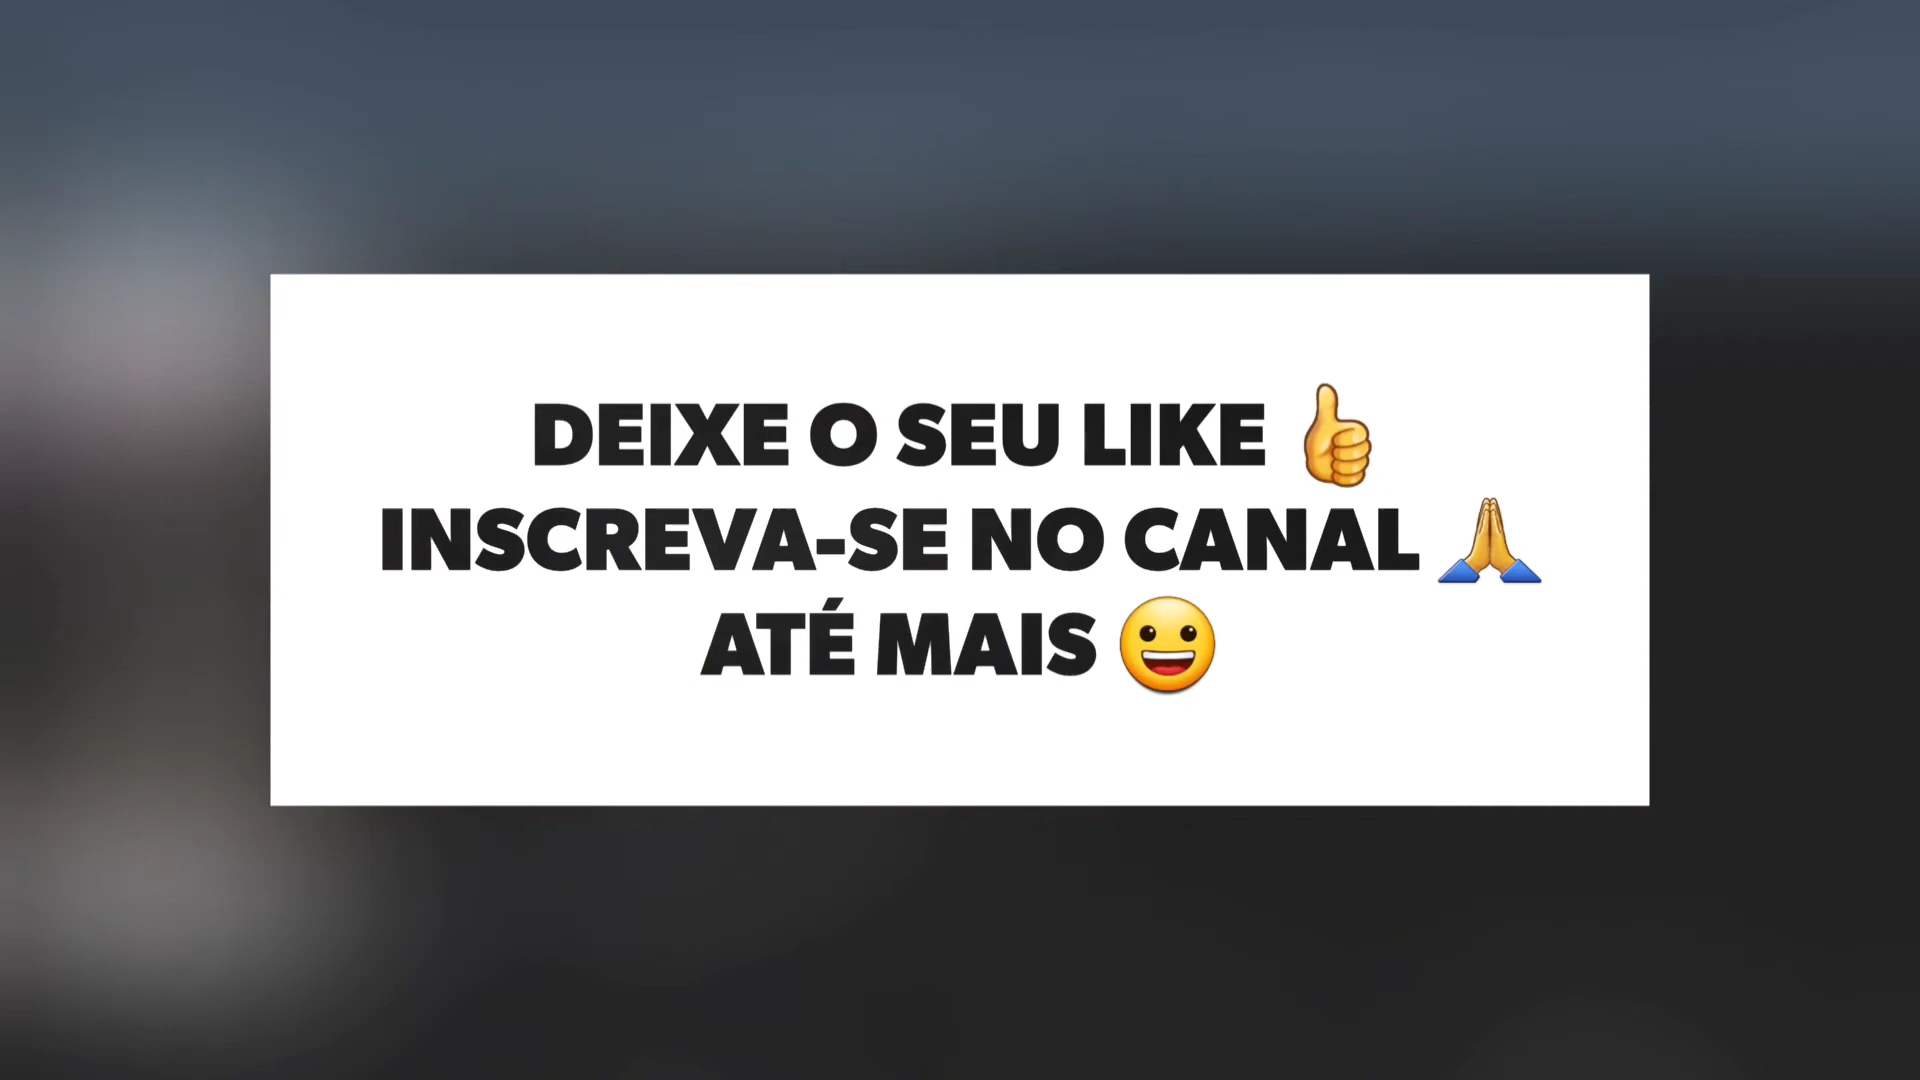 DEIXE O SEU LIKE 👍
INSCREVA-SE NO CANAL 🙏
ATÉ MAIS 😀